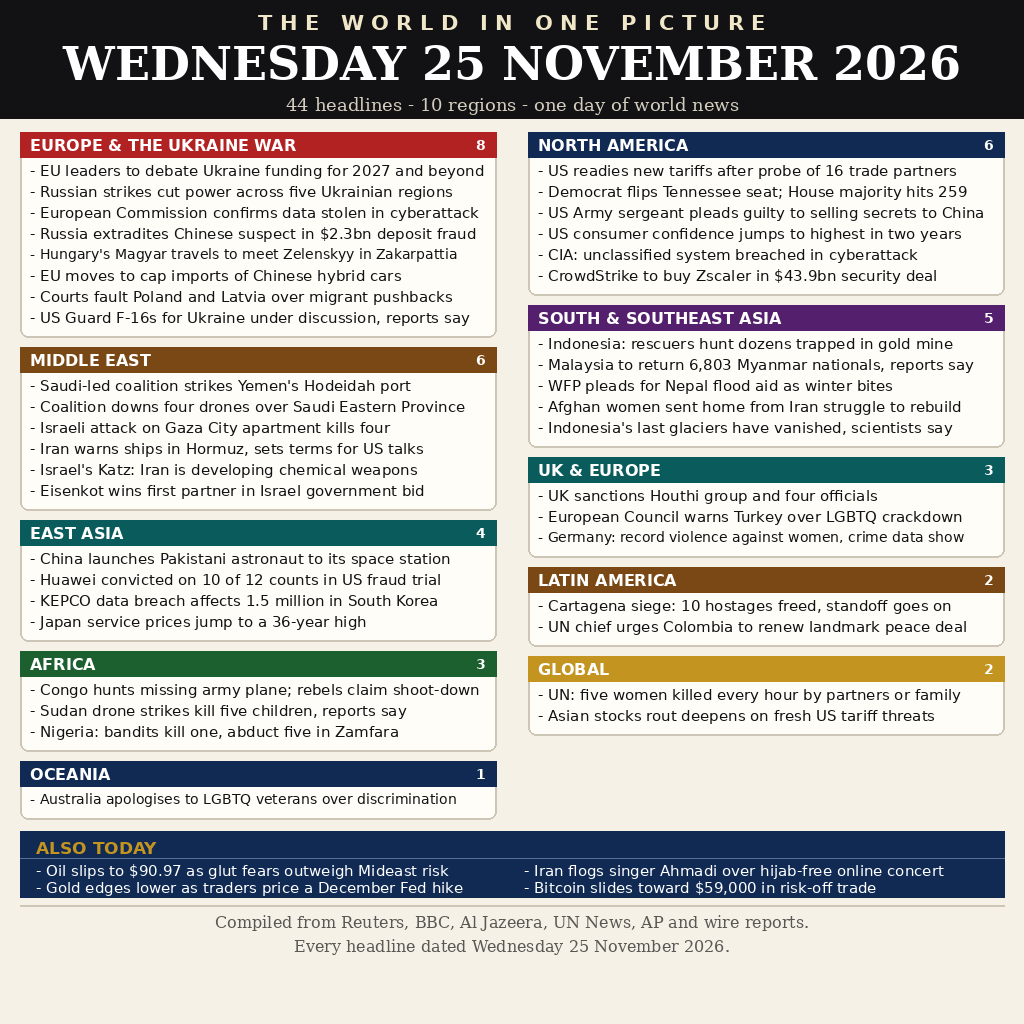 THE WORLD IN ONE PICTURE
WEDNESDAY 25 NOVEMBER 2026
44 headlines - 10 regions - one day of world news
EUROPE & THE UKRAINE WAR 8
- EU leaders to debate Ukraine funding for 2027 and beyond
- Russian strikes cut power across five Ukrainian regions
- European Commission confirms data stolen in cyberattack
- Russia extradites Chinese suspect in $2.3bn deposit fraud
- Hungary's Magyar travels to meet Zelenskyy in Zakarpattia
- EU moves to cap imports of Chinese hybrid cars
- Courts fault Poland and Latvia over migrant pushbacks
- US Guard F-16s for Ukraine under discussion, reports say
MIDDLE EAST 6
- Saudi-led coalition strikes Yemen's Hodeidah port
- Coalition downs four drones over Saudi Eastern Province
- Israeli attack on Gaza City apartment kills four
- Iran warns ships in Hormuz, sets terms for US talks
- Israel's Katz: Iran is developing chemical weapons
- Eisenkot wins first partner in Israel government bid
EAST ASIA 4
- China launches Pakistani astronaut to its space station
- Huawei convicted on 10 of 12 counts in US fraud trial
- KEPCO data breach affects 1.5 million in South Korea
- Japan service prices jump to a 36-year high
AFRICA 3
- Congo hunts missing army plane; rebels claim shoot-down
- Sudan drone strikes kill five children, reports say
- Nigeria: bandits kill one, abduct five in Zamfara
OCEANIA 1
- Australia apologises to LGBTQ veterans over discrimination
NORTH AMERICA 6
- US readies new tariffs after probe of 16 trade partners
- Democrat flips Tennessee seat; House majority hits 259
- US Army sergeant pleads guilty to selling secrets to China
- US consumer confidence jumps to highest in two years
- CIA: unclassified system breached in cyberattack
- CrowdStrike to buy Zscaler in $43.9bn security deal
SOUTH & SOUTHEAST ASIA 5
- Indonesia: rescuers hunt dozens trapped in gold mine
- Malaysia to return 6,803 Myanmar nationals, reports say
- WFP pleads for Nepal flood aid as winter bites
- Afghan women sent home from Iran struggle to rebuild
- Indonesia's last glaciers have vanished, scientists say
UK & EUROPE 3
- UK sanctions Houthi group and four officials
- European Council warns Turkey over LGBTQ crackdown
- Germany: record violence against women, crime data show
LATIN AMERICA 2
- Cartagena siege: 10 hostages freed, standoff goes on
- UN chief urges Colombia to renew landmark peace deal
GLOBAL 2
- UN: five women killed every hour by partners or family
- Asian stocks rout deepens on fresh US tariff threats
ALSO TODAY
- Oil slips to $90.97 as glut fears outweigh Mideast risk
- Gold edges lower as traders price a December Fed hike
- Iran flogs singer Ahmadi over hijab-free online concert
- Bitcoin slides toward $59,000 in risk-off trade
Compiled from Reuters, BBC, Al Jazeera, UN News, AP and wire reports.
Every headline dated Wednesday 25 November 2026.